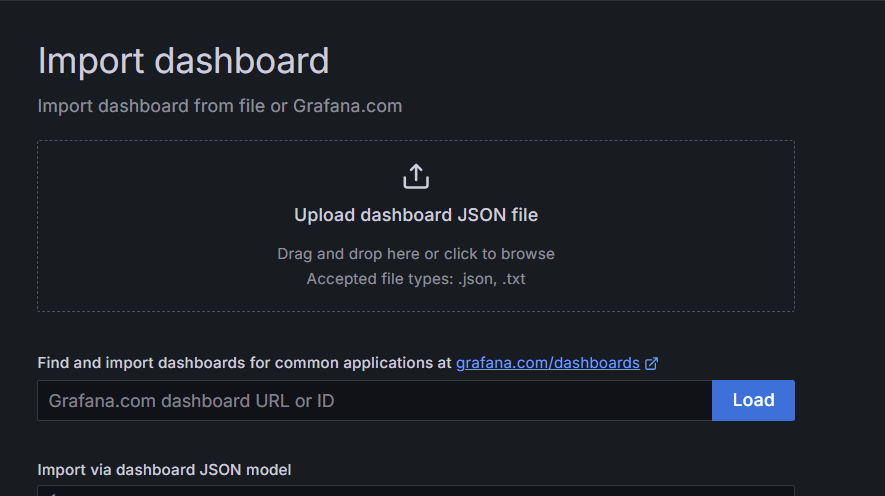 Import dashboard
Import dashboard from file or Grafana.com
Upload dashboard JSON file
Drag and drop here or click to browse
Accepted file types: .json, .txt
Find and import dashboards for common applications at grafana.com/dashboards
Grafana.com dashboard URL or ID
Load
Import via dashboard JSON model